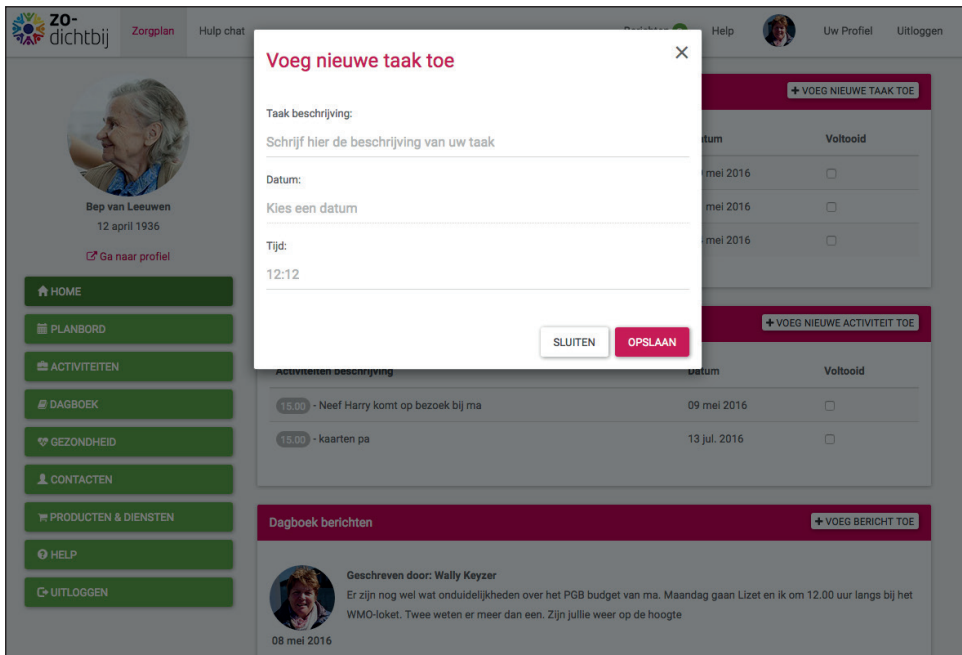 ZO-
dichtbij
Zorgplan
Hulp chat
Berichten
Help
Uw Profiel
Uitloggen
Bep van Leeuwen
12 april 1936
Ga naar profiel
HOME
PLANBORD
ACTIVITEITEN
DAGBOEK
GEZONDHEID
CONTACTEN
PRODUCTEN & DIENSTEN
HELP
UITLOGGEN
Voeg nieuwe taak toe
Taak beschrijving:
Schrijf hier de beschrijving van uw taak
Datum:
Kies een datum
Tijd:
12:12
SLUITEN
OPSLAAN
+ VOEG NIEUWE TAAK TOE
Voltooid
mei 2016
mei 2016
mei 2016
+ VOEG NIEUWE ACTIVITEIT TOE
Activiteiten beschrijving Datum Voltooid
15.00 - Neef Harry komt op bezoek bij ma 09 mei 2016
15.00 - kaarten pa 13 jul. 2016
Dagboek berichten + VOEG BERICHT TOE
Geschreven door: Wally Keyzer
Er zijn nog wel wat onduidelijkheden over het PGB budget van ma. Maandag gaan Lizet en ik om 12.00 uur langs bij het
WMO-loket. Twee weten er meer dan een. Zijn jullie weer op de hoogte
08 mei 2016